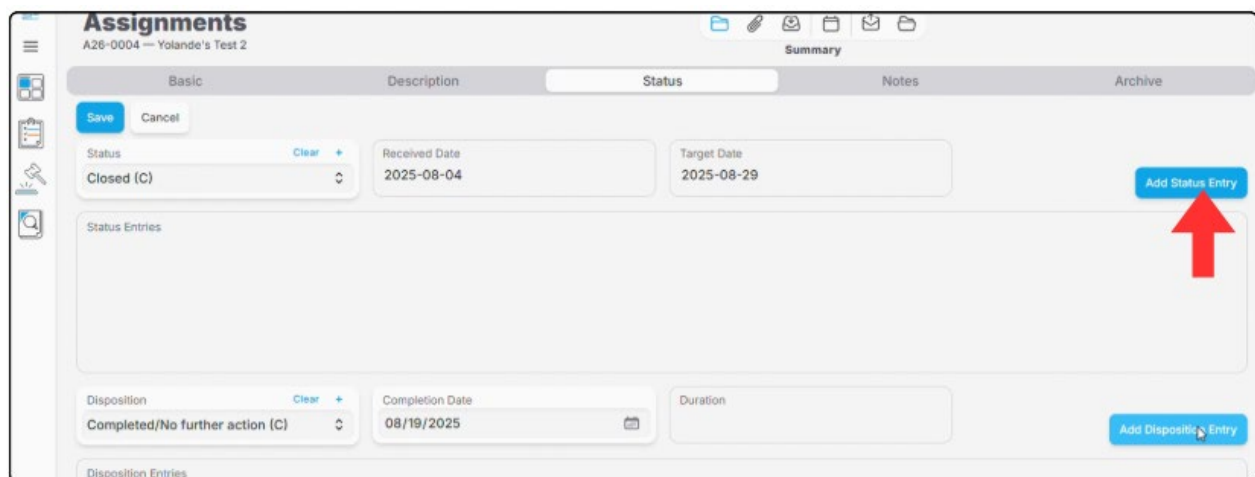 Assignments
A26-0004 — Yolande's Test 2
Summary
Basic Description Status Notes Archive
Save Cancel
Status Clear + Received Date Target Date
Closed (C) 2025-08-04 2025-08-29
Add Status Entry
Status Entries
Disposition Clear + Completion Date Duration
Completed/No further action (C) 08/19/2025
Add Disposition Entry
Disposition Entries